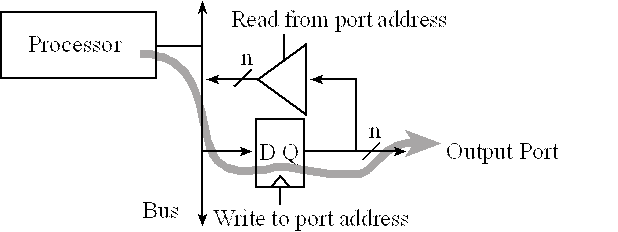 Read from port address
Processor
n
n
D Q
Output Port
Bus
Write to port address